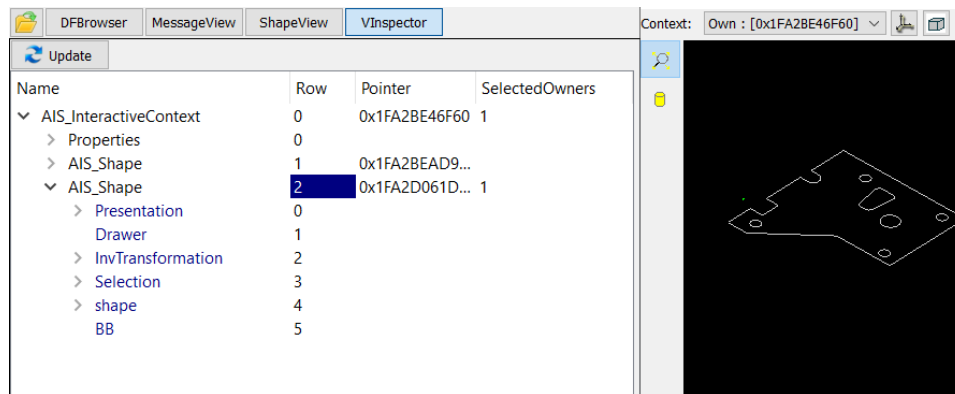 DFBrowser MessageView ShapeView VInspector Context: Own : [0x1FA2BE46F60]
Update
Name Row Pointer SelectedOwners
AIS_InteractiveContext 0 0x1FA2BE46F60 1
Properties 0
AIS_Shape 1 0x1FA2BEAD9...
AIS_Shape 2 0x1FA2D061D... 1
Presentation 0
Drawer 1
InvTransformation 2
Selection 3
shape 4
BB 5